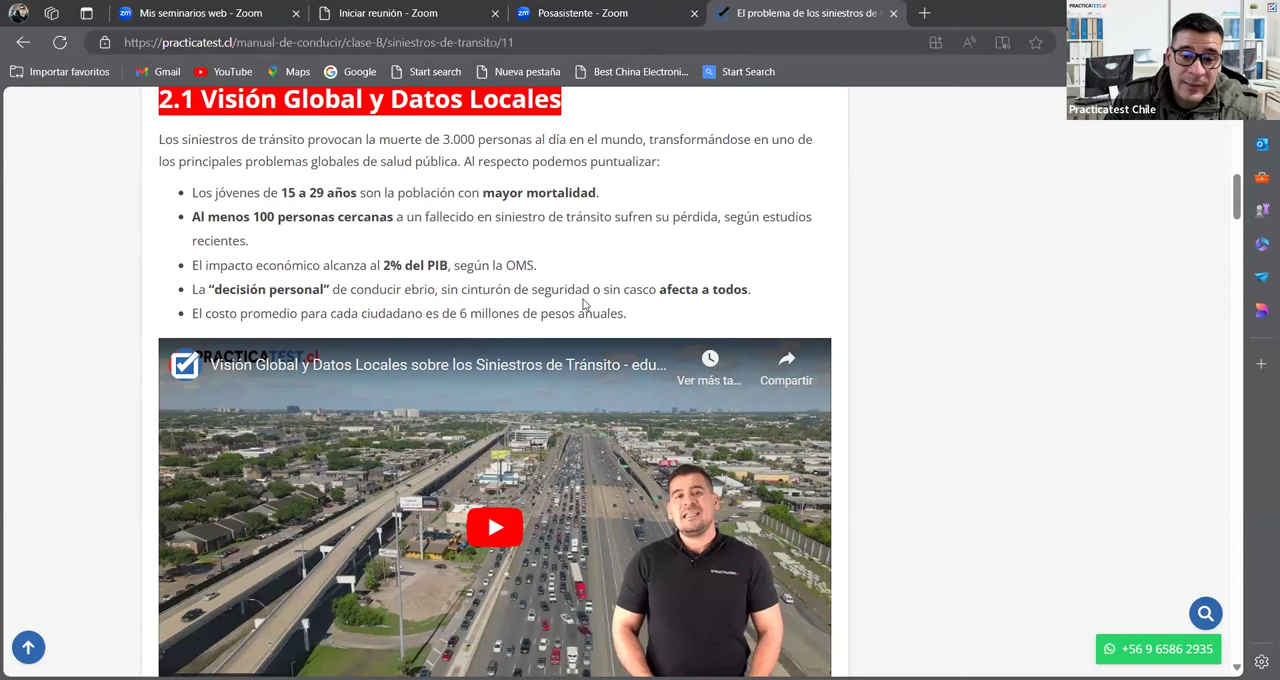 Mis seminarios web - Zoom
Iniciar reunión - Zoom
Posasistente - Zoom
El problema de los siniestros de
https://practicatest.cl/manual-de-conducir/clase-B/siniestros-de-transito/11
Importar favoritos
Gmail
YouTube
Maps
Google
Start search
Nueva pestaña
Best China Electroni...
Start Search
Practicatest Chile
2.1 Visión Global y Datos Locales
Los siniestros de tránsito provocan la muerte de 3.000 personas al día en el mundo, transformándose en uno de
los principales problemas globales de salud pública. Al respecto podemos puntualizar:
Los jóvenes de 15 a 29 años son la población con mayor mortalidad.
Al menos 100 personas cercanas a un fallecido en siniestro de tránsito sufren su pérdida, según estudios
recientes.
El impacto económico alcanza al 2% del PIB, según la OMS.
La “decisión personal” de conducir ebrio, sin cinturón de seguridad o sin casco afecta a todos.
El costo promedio para cada ciudadano es de 6 millones de pesos anuales.
PRACTICATEST.cl
Visión Global y Datos Locales sobre los Siniestros de Tránsito - edu...
Ver más ta...
Compartir
+56 9 6586 2935